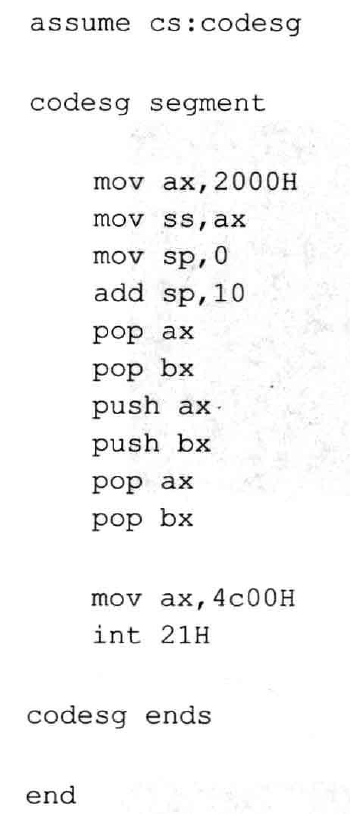 assume cs:codesg
codesg segment
mov ax,2000H
mov ss,ax
mov sp,0
add sp,10
pop ax
pop bx
push ax
push bx
pop ax
pop bx
mov ax,4c00H
int 21H
codesg ends
end